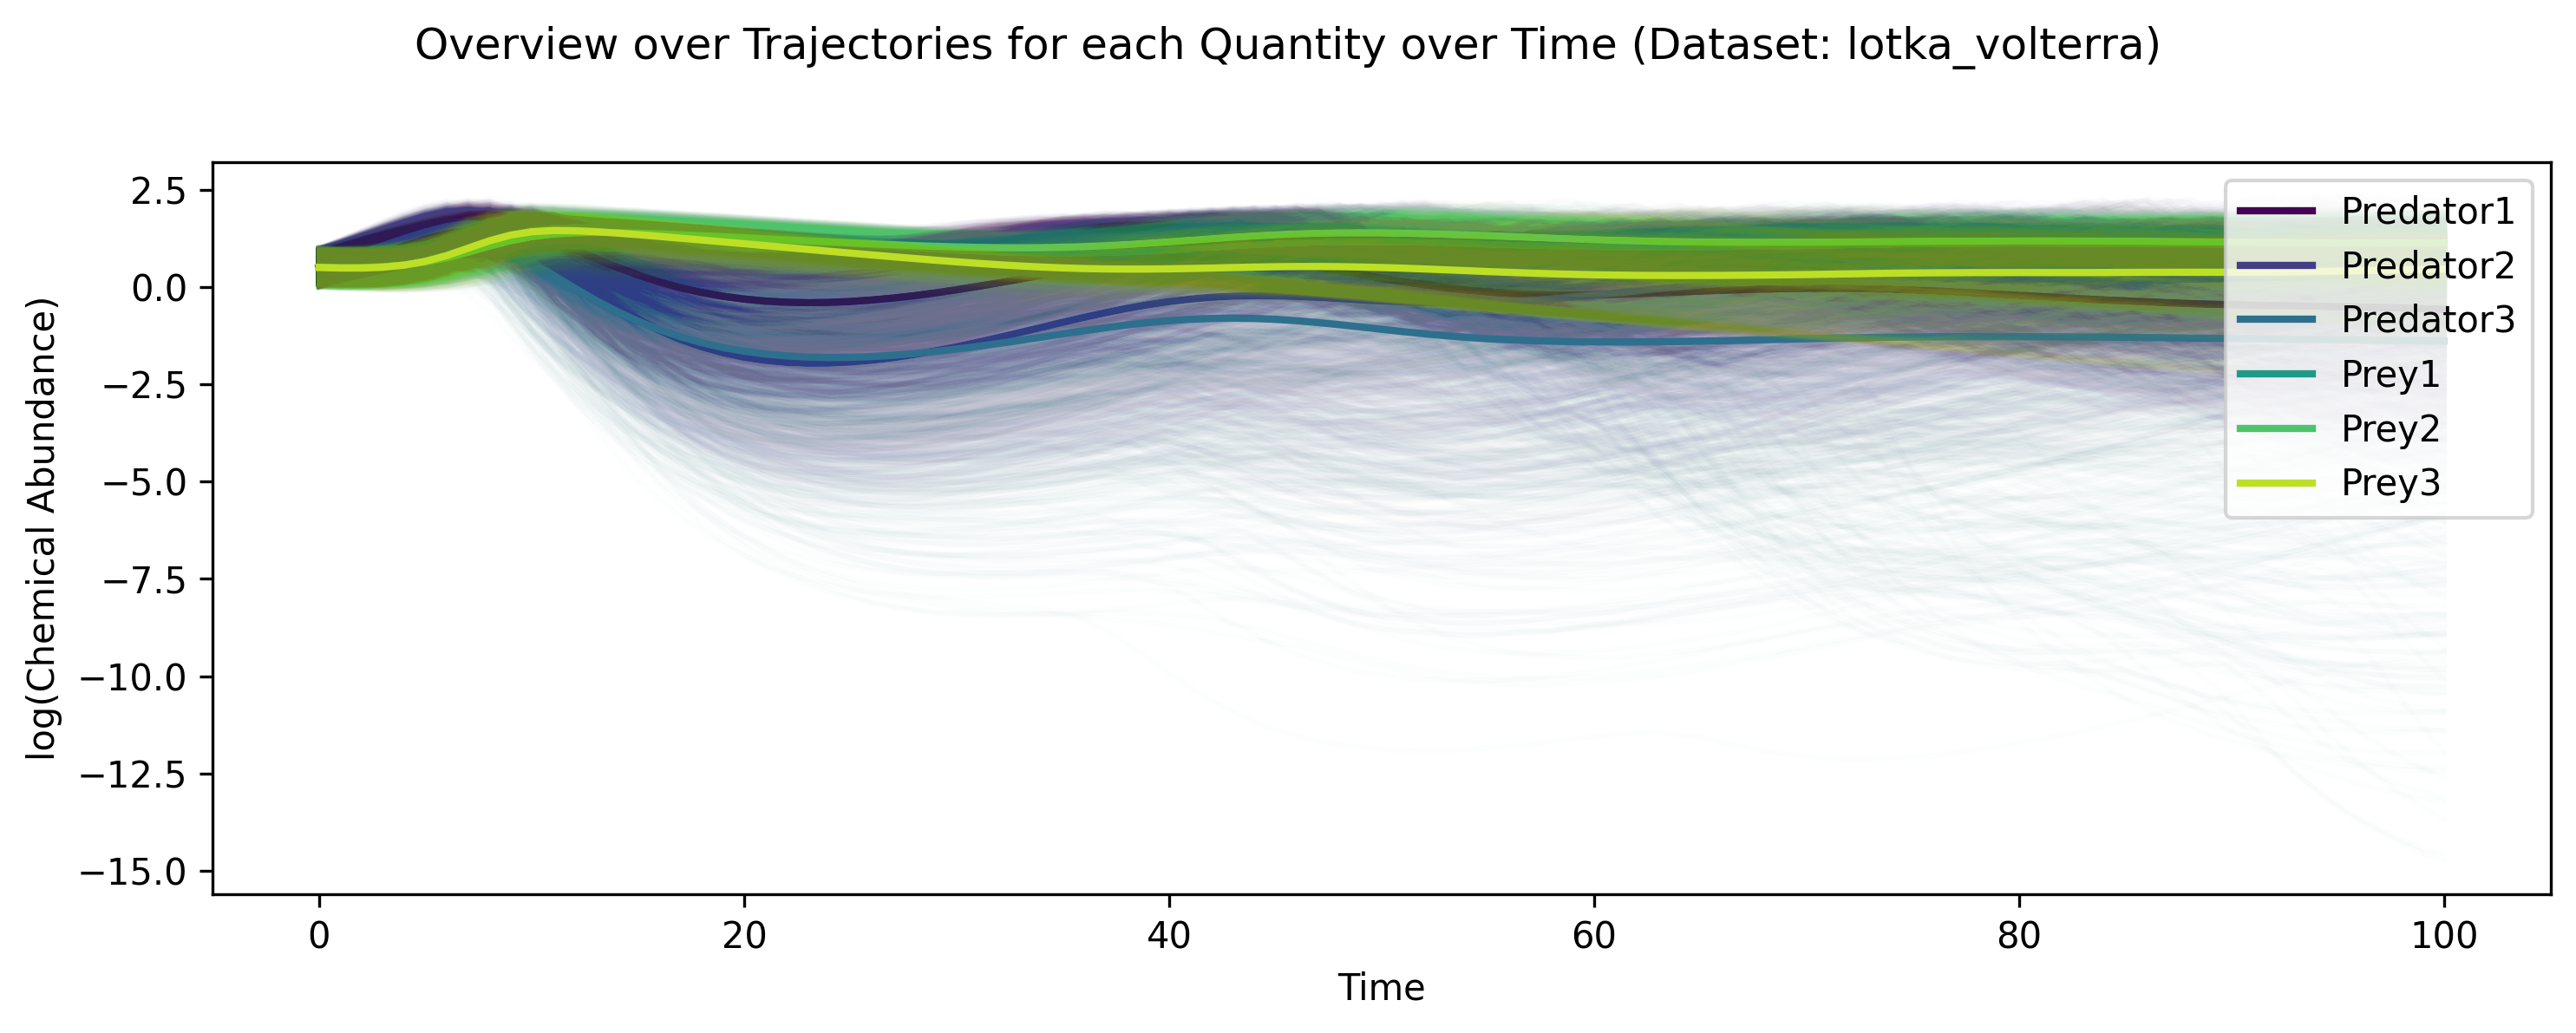 Overview over Trajectories for each Quantity over Time (Dataset: lotka_volterra)
log(Chemical Abundance)
2.5
0.0
−2.5
−5.0
−7.5
−10.0
−12.5
−15.0
Predator1
Predator2
Predator3
Prey1
Prey2
Prey3
0 20 40 60 80 100
Time